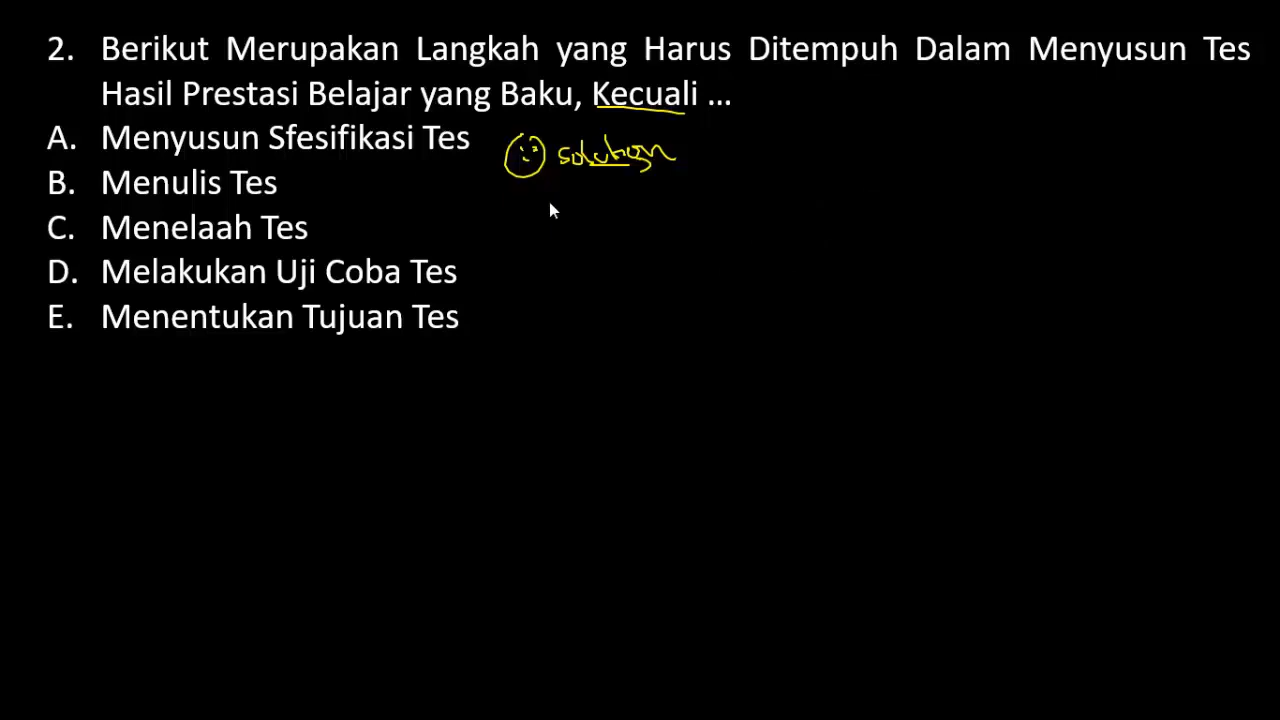 2. Berikut Merupakan Langkah yang Harus Ditempuh Dalam Menyusun Tes
Hasil Prestasi Belajar yang Baku, Kecuali ...
A. Menyusun Sfesifikasi Tes
solution
B. Menulis Tes
C. Menelaah Tes
D. Melakukan Uji Coba Tes
E. Menentukan Tujuan Tes